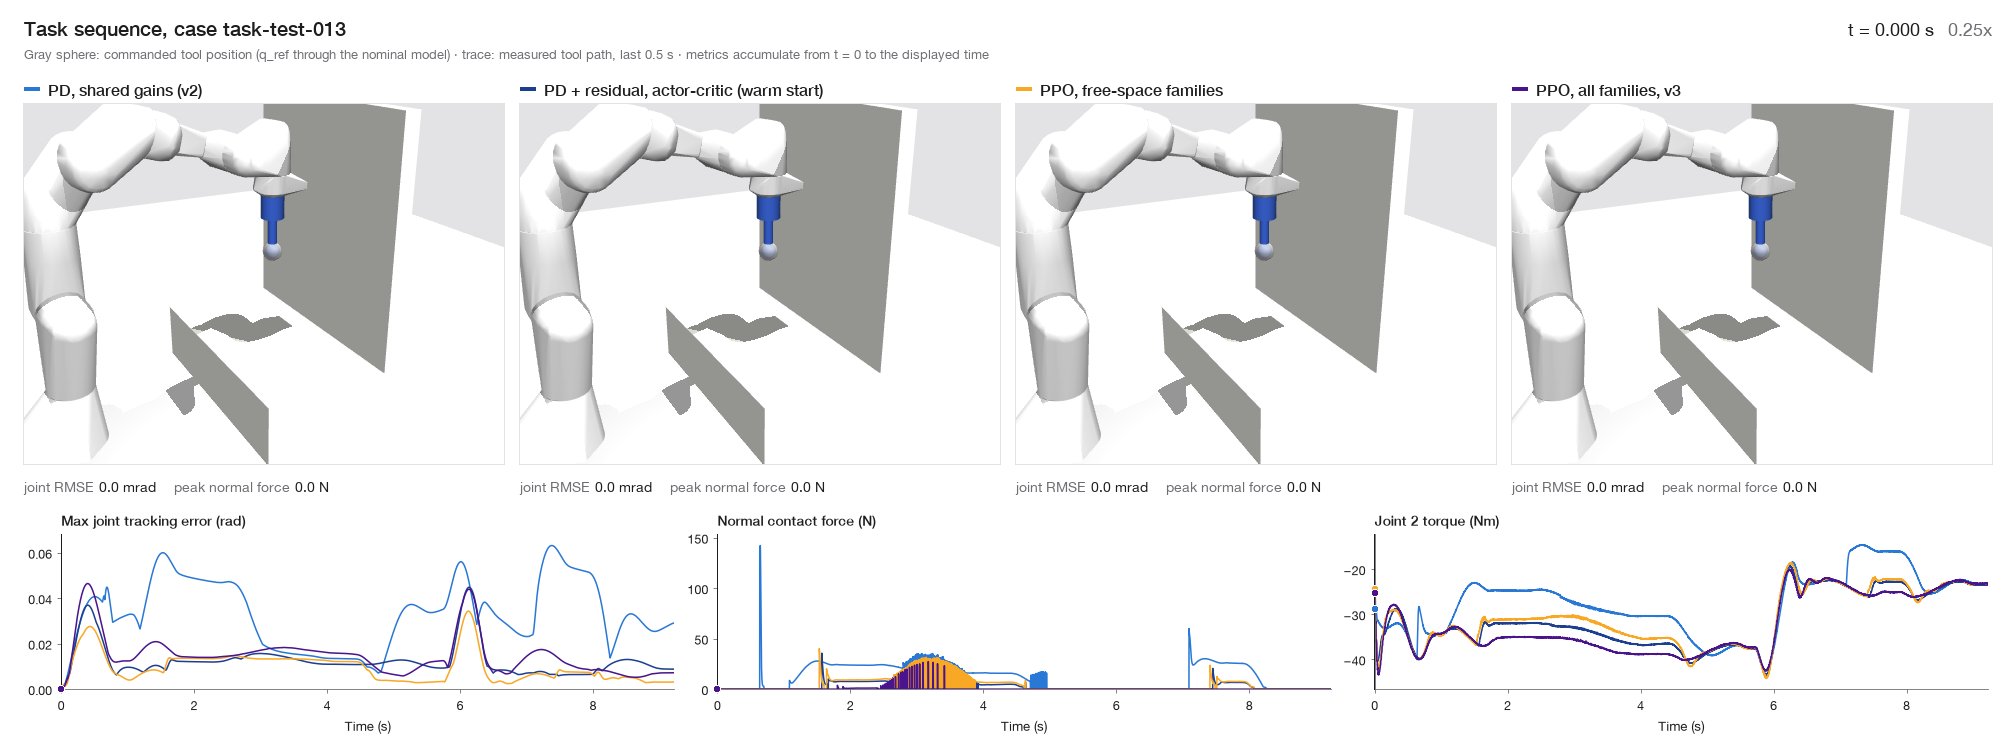 Task sequence, case task-test-013
t = 0.000 s 0.25x
Gray sphere: commanded tool position (q_ref through the nominal model) · trace: measured tool path, last 0.5 s · metrics accumulate from t = 0 to the displayed time
PD, shared gains (v2)
PD + residual, actor-critic (warm start)
PPO, free-space families
PPO, all families, v3
joint RMSE 0.0 mrad peak normal force 0.0 N
joint RMSE 0.0 mrad peak normal force 0.0 N
joint RMSE 0.0 mrad peak normal force 0.0 N
joint RMSE 0.0 mrad peak normal force 0.0 N
Max joint tracking error (rad)
0.06
0.04
0.02
0.00
0 2 4 6 8
Time (s)
Normal contact force (N)
150
100
50
0
0 2 4 6 8
Time (s)
Joint 2 torque (Nm)
−20
−30
−40
0 2 4 6 8
Time (s)